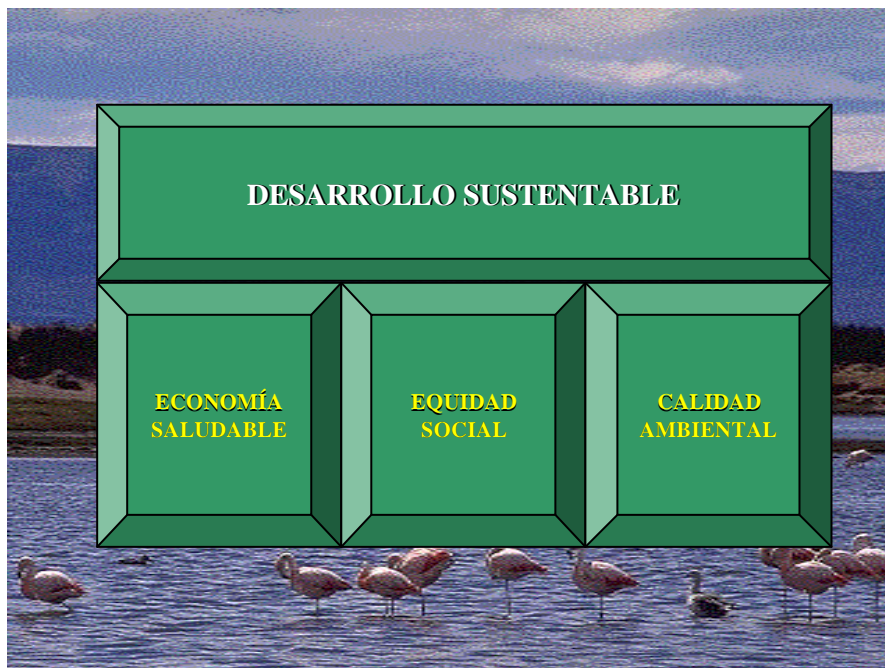 DESARROLLO SUSTENTABLE
ECONOMÍA
SALUDABLE
EQUIDAD
SOCIAL
CALIDAD
AMBIENTAL